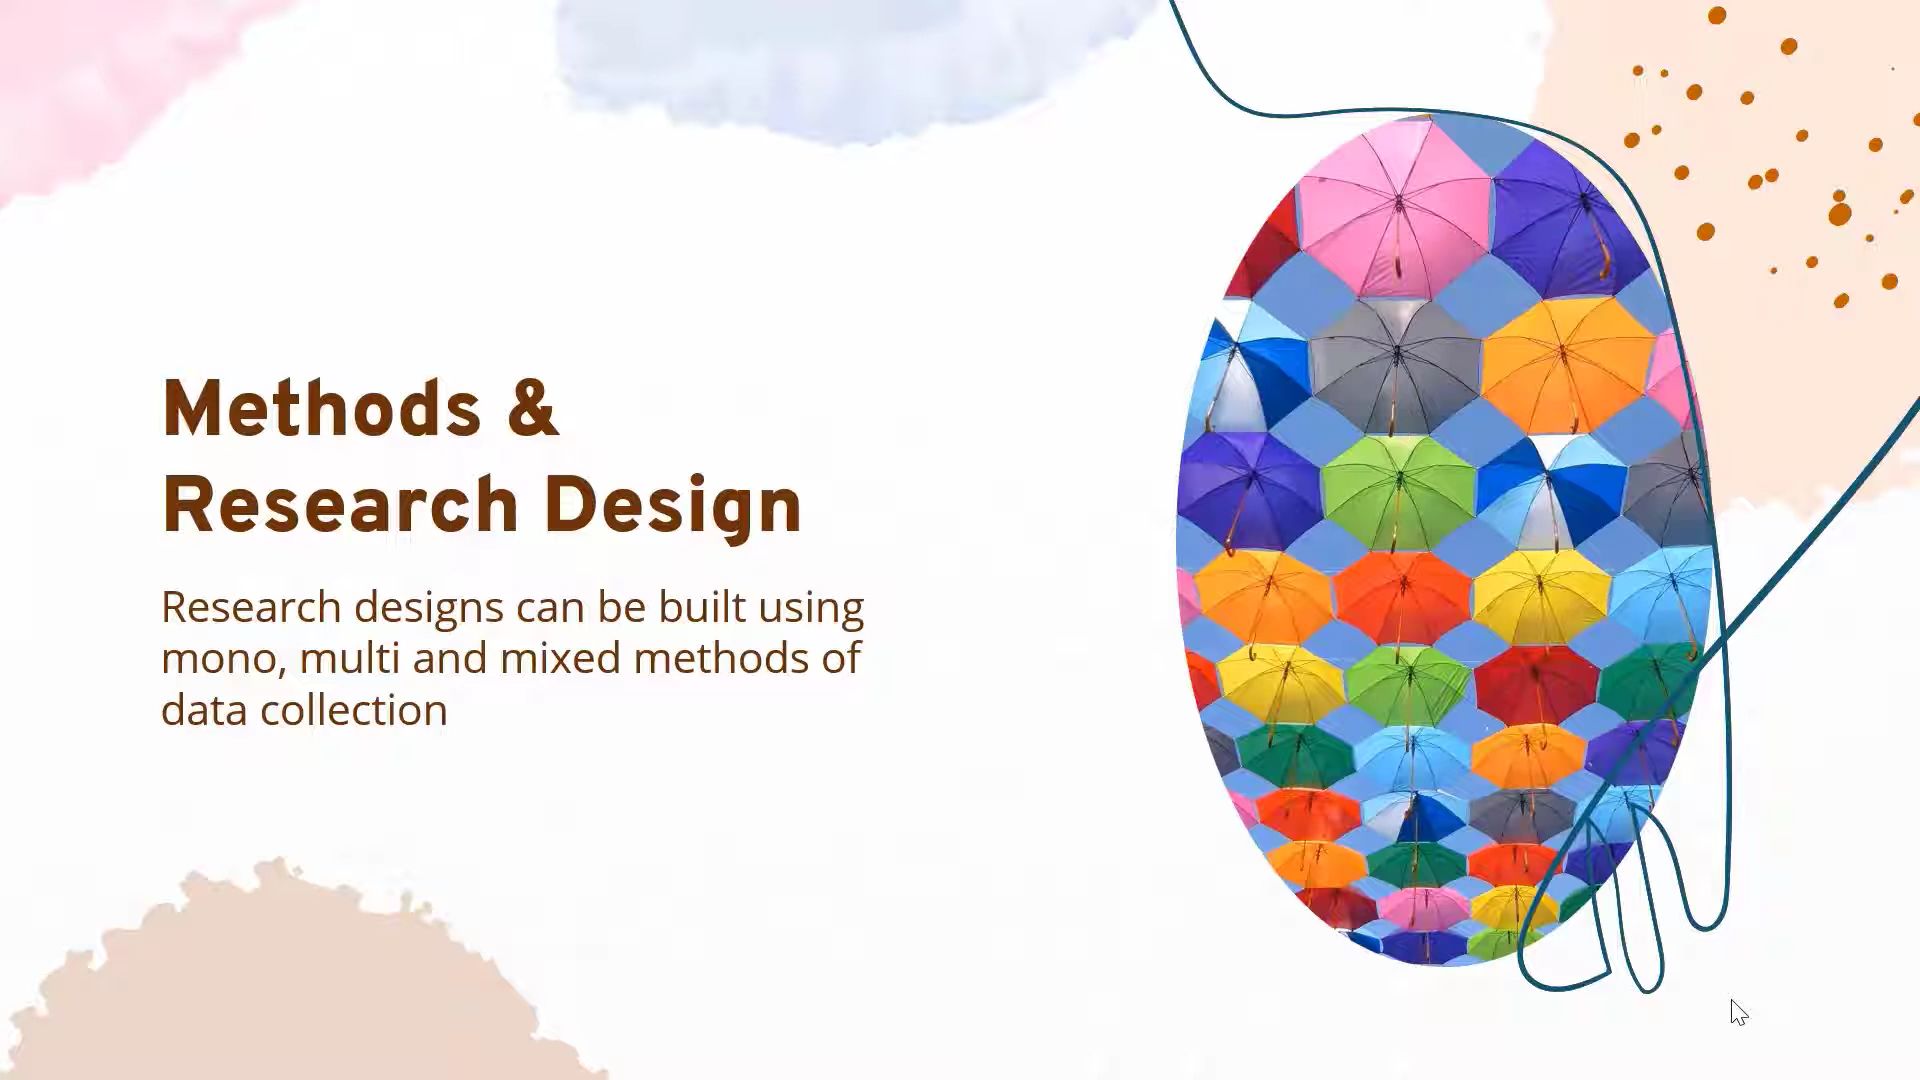 Methods &
Research Design
Research designs can be built using
mono, multi and mixed methods of
data collection